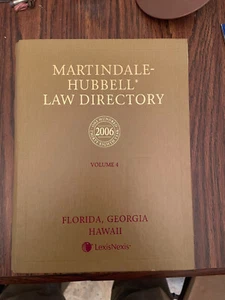 MARTINDALE-
HUBBELL®
LAW DIRECTORY
2006
VOLUME 4
FLORIDA, GEORGIA
HAWAII
LexisNexis®